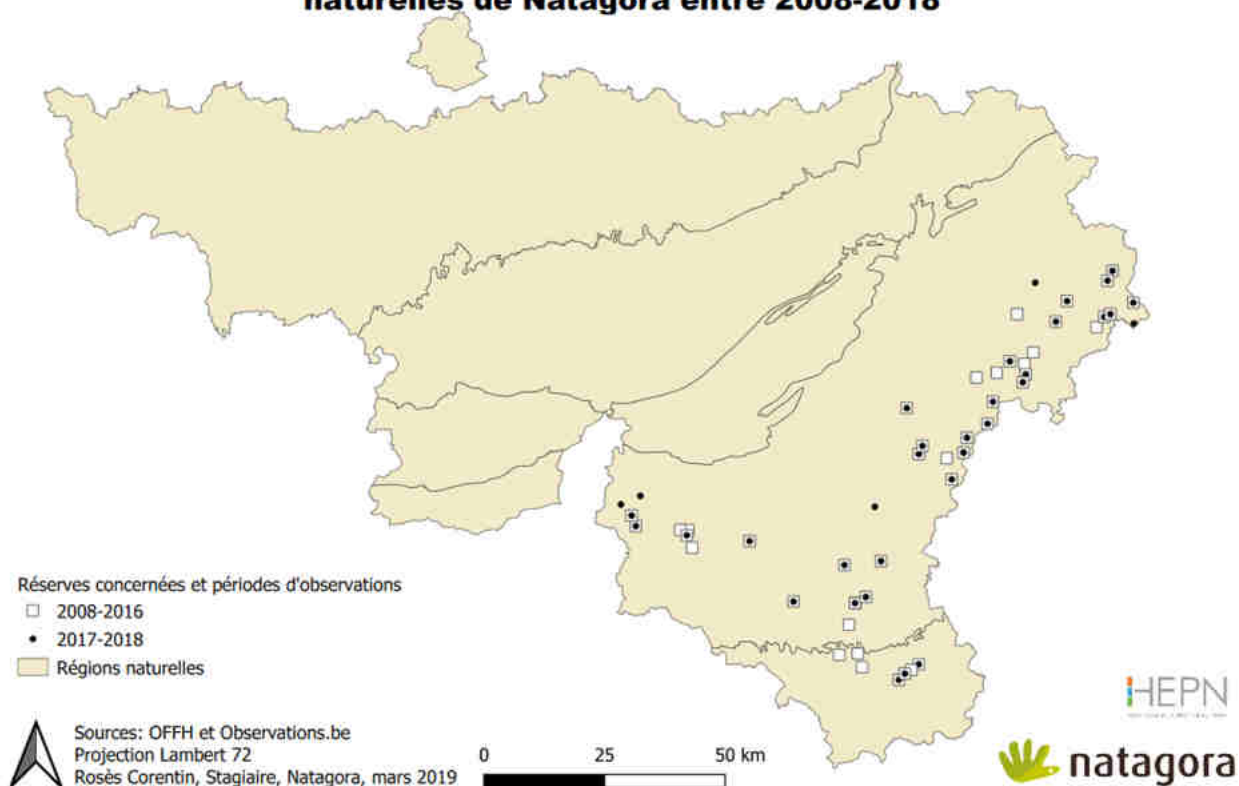 naturelles de Natagora entre 2008-2018
Réserves concernées et périodes d'observations
2008-2016
2017-2018
Régions naturelles
Sources: OFFH et Observations.be
Projection Lambert 72
Rosès Corentin, Stagiaire, Natagora, mars 2019
0 25 50 km
HEPN
natagora